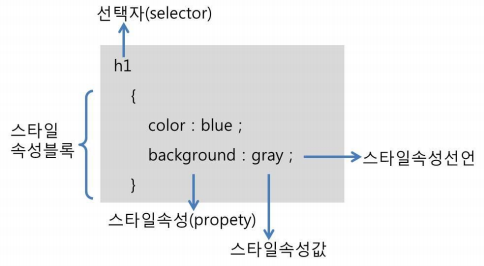 선택자(selector)
h1
{
color : blue ;
background : gray ;
}
스타일
속성블록
스타일속성선언
스타일속성(propety)
스타일속성값